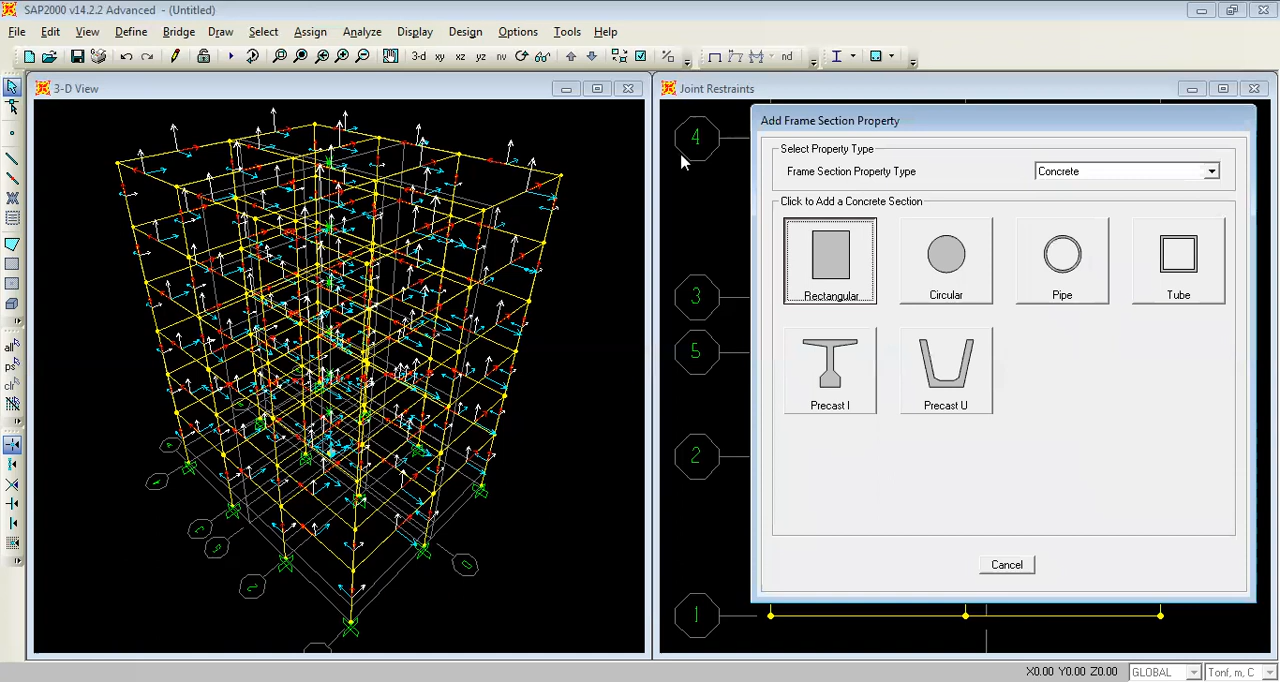 SAP2000 v14.2.2 Advanced - (Untitled)
File Edit View Define Bridge Draw Select Assign Analyze Display Design Options Tools Help
3-d xy xz yz nv nd
3-D View
Joint Restraints
all
ps
clr
4
3
5
2
1
2
Add Frame Section Property
Select Property Type
Frame Section Property Type
Concrete
Click to Add a Concrete Section
Rectangular
Circular
Pipe
Tube
Precast I
Precast U
Cancel
X0.00 Y0.00 Z0.00
GLOBAL
Tonf, m, C